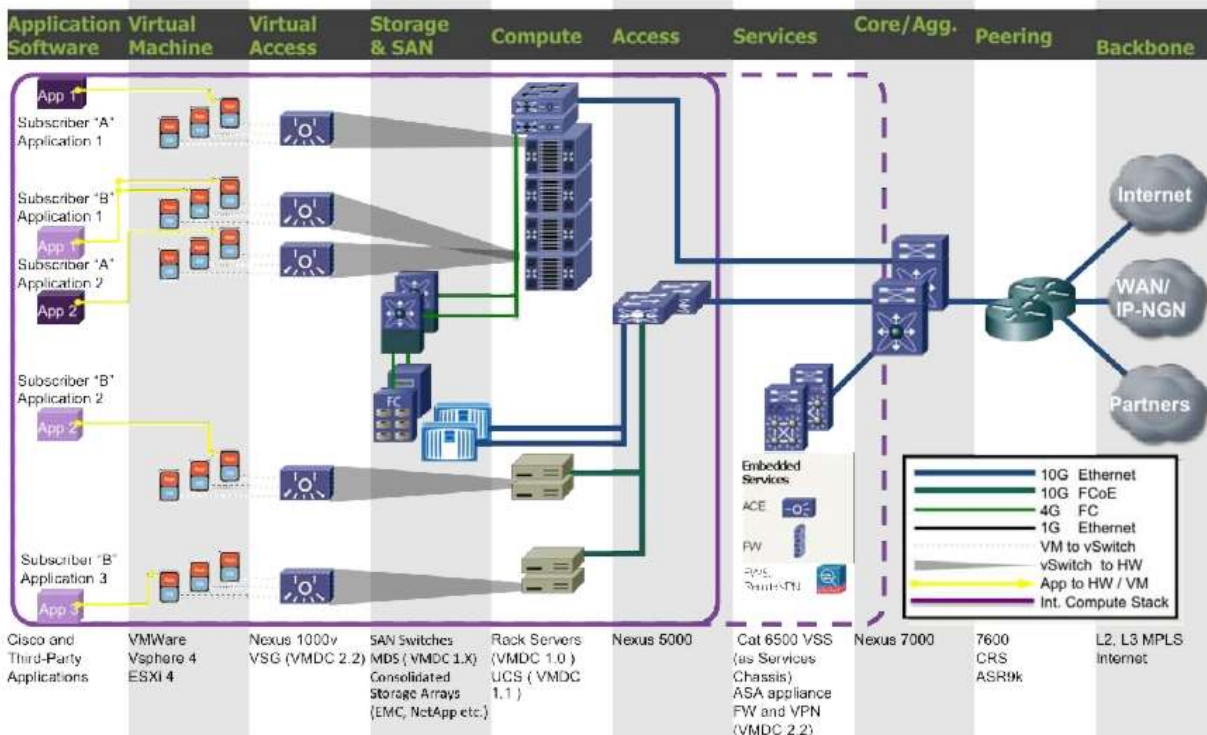 Application Software
Virtual Machine
Virtual Access
Storage & SAN
Compute
Access
Services
Core/Agg.
Peering
Backbone
App 1
Subscriber "A"
Application 1
Subscriber "B"
Application 1
App 1
Subscriber "A"
Application 2
App 2
Subscriber "B"
Application 2
App 2
Subscriber "B"
Application 3
App 3
FC
Internet
WAN/
IP-NGN
Partners
Embedded
Services
ACE
FW
10G Ethernet
10G FCoE
4G FC
1G Ethernet
VM to vSwitch
vSwitch to HW
App to HW / VM
Int. Compute Stack
Cisco and
Third-Party
Applications
VMWare
Vsphere 4
ESXi 4
Nexus 1000v
VSG (VMDC 2.2)
SAN Switches
MDS ( VMDC 1.X)
Consolidated
Storage Arrays
(EMC, NetApp etc.)
Rack Servers
(VMDC 1.0 )
UCS ( VMDC
1.1 )
Nexus 5000
Cat 6500 VSS
(as Services
Chassis)
ASA appliance
FW and VPN
(VMDC 2.2)
Nexus 7000
7600
CRS
ASR9k
L2, L3 MPLS
Internet